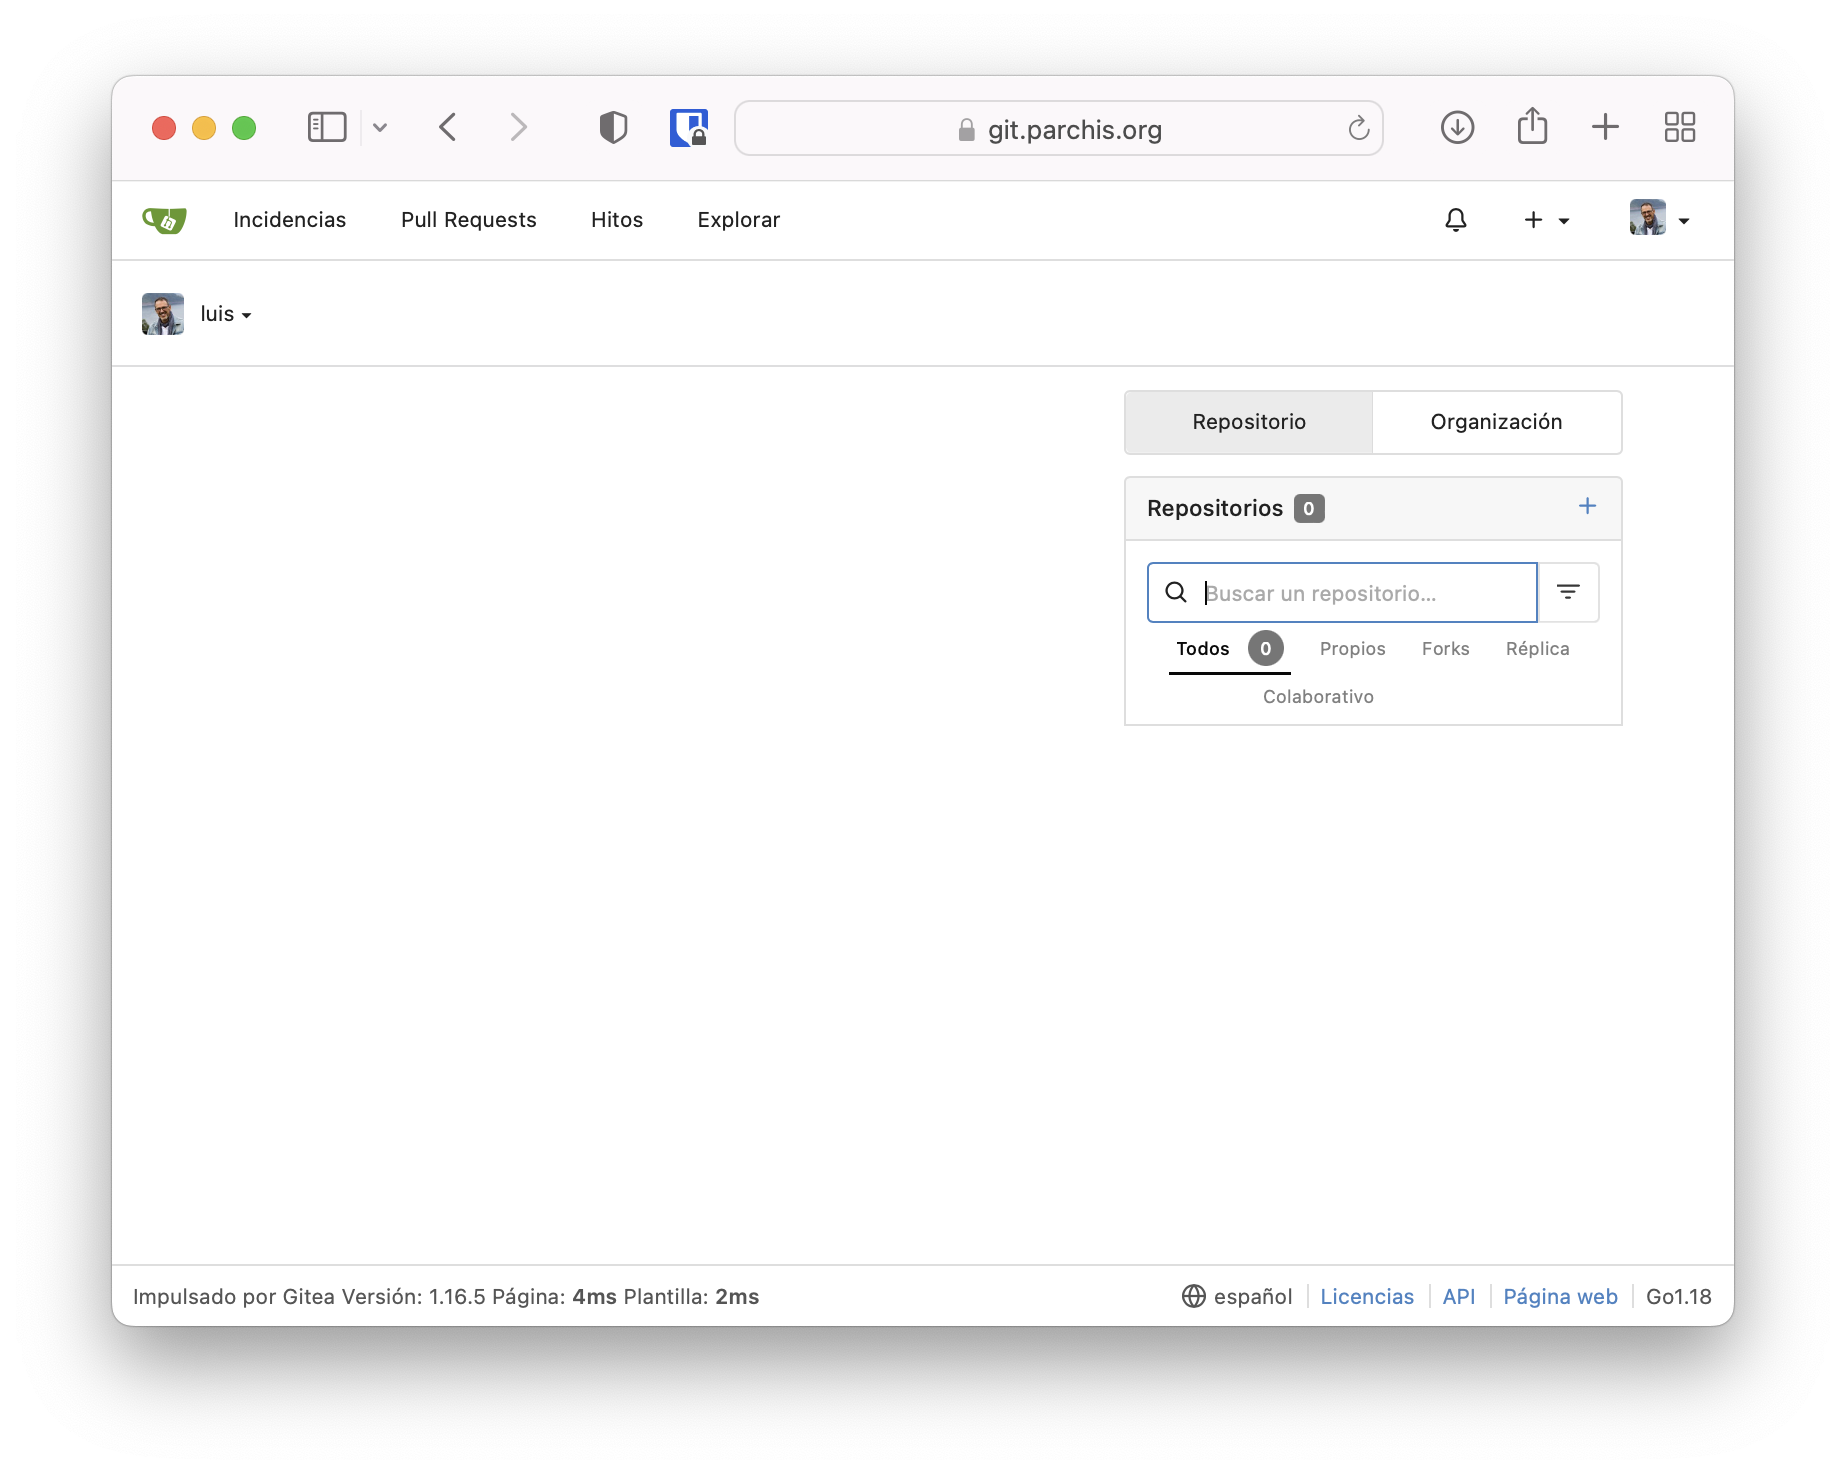 git.parchis.org
Incidencias Pull Requests Hitos Explorar
luis
Repositorio Organización
Repositorios 0
Buscar un repositorio...
Todos 0 Propios Forks Réplica
Colaborativo
Impulsado por Gitea Versión: 1.16.5 Página: 4ms Plantilla: 2ms español Licencias API Página web Go1.18